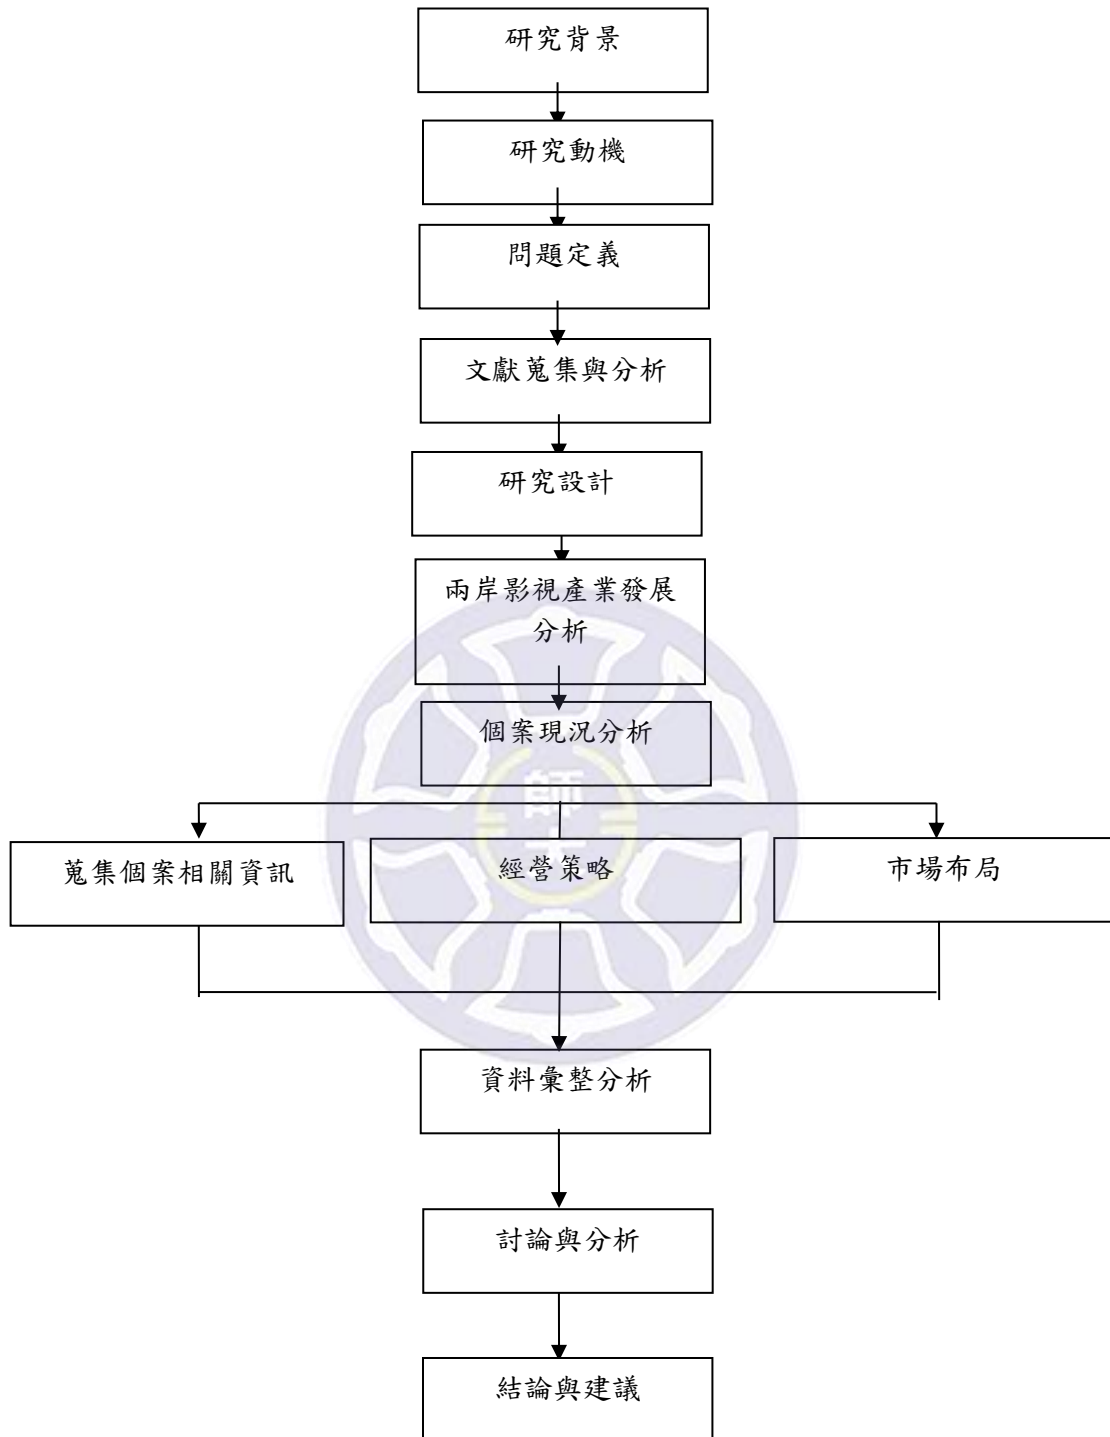 研究背景
研究動機
問題定義
文獻蒐集與分析
研究設計
兩岸影視產業發展
分析
個案現況分析
師
大
蒐集個案相關資訊
經營策略
市場布局
資料彙整分析
討論與分析
結論與建議